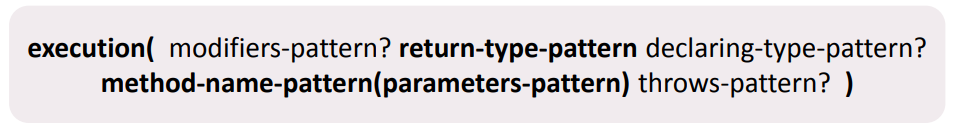 execution( modifiers-pattern? return-type-pattern declaring-type-pattern?
method-name-pattern(parameters-pattern) throws-pattern? )